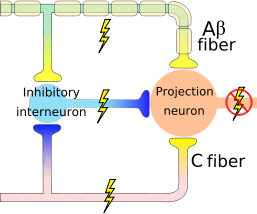 Aβ
fiber
Inhibitory
interneuron
Projection
neuron
C fiber